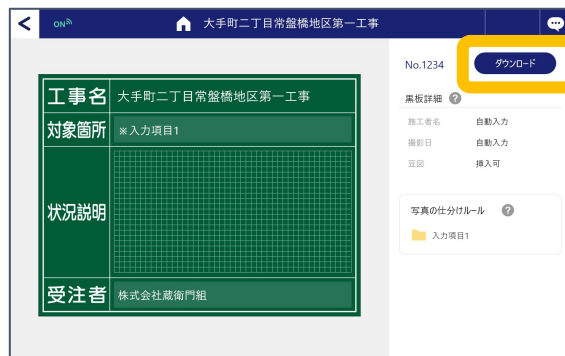 ON
大手町二丁目常盤橋地区第一工事
No.1234
ダウンロード
工事名 大手町二丁目常盤橋地区第一工事
対象箇所 ※入力項目1
状況説明
受注者 株式会社蔵衛門組
黒板詳細 ?
施工者名 自動入力
撮影日 自動入力
豆図 挿入可
写真の仕分けルール ?
入力項目1